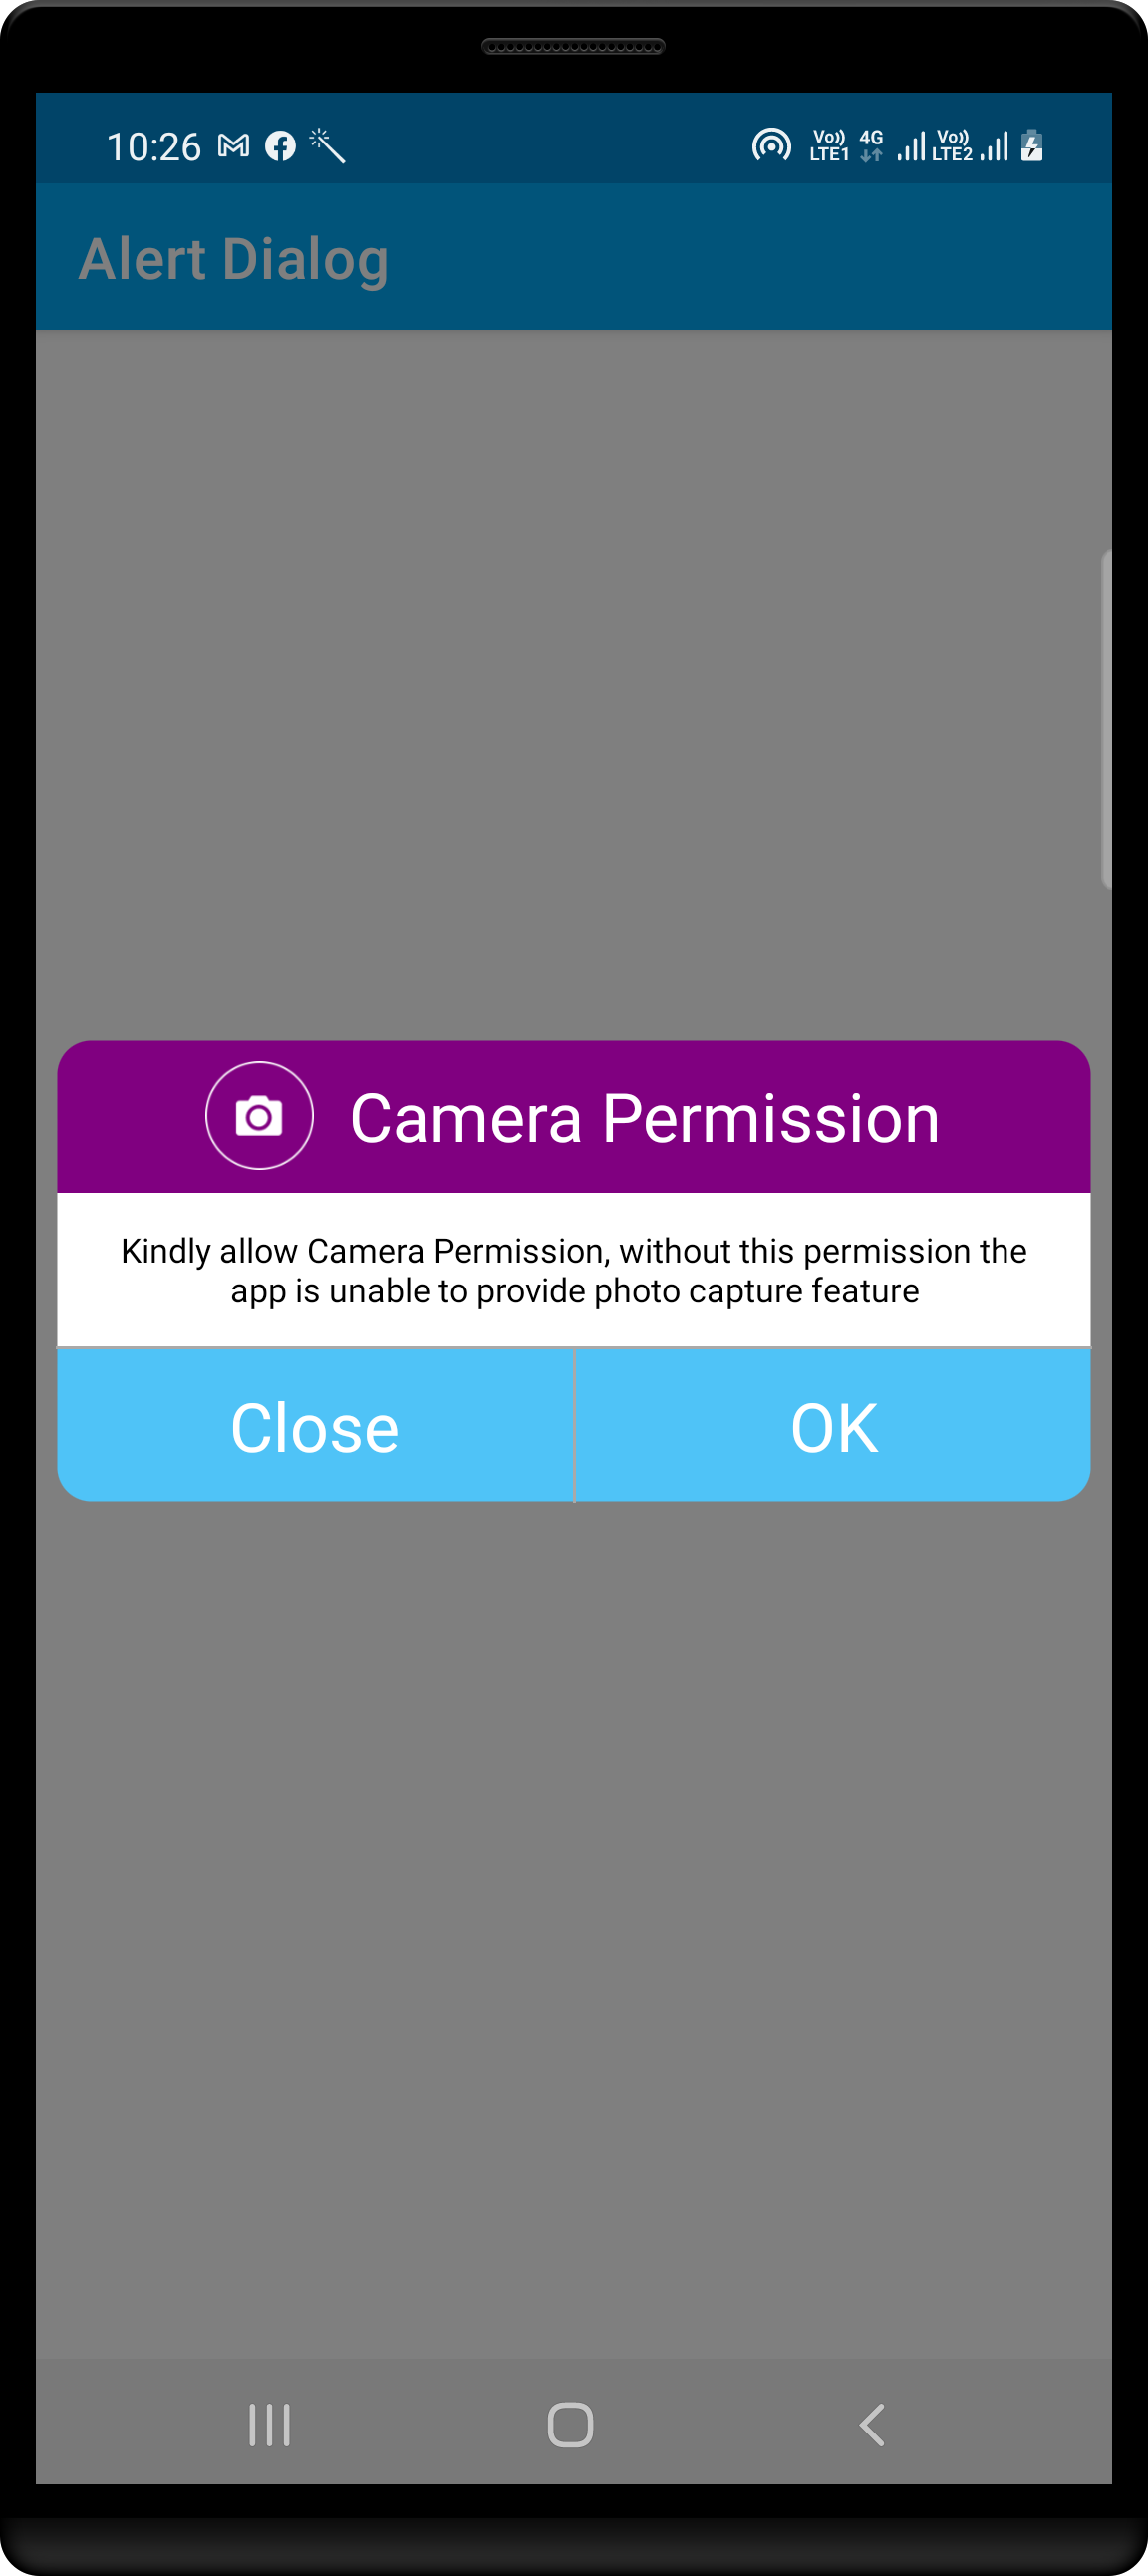 10:26 Vo)) LTE1 4G Vo)) LTE2
Alert Dialog
Camera Permission
Kindly allow Camera Permission, without this permission the
app is unable to provide photo capture feature
Close OK